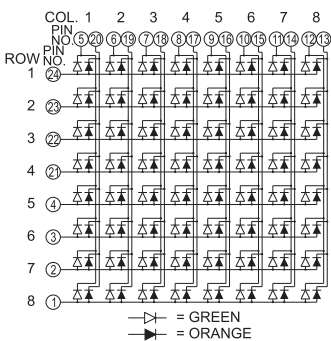 COL. 1 2 3 4 5 6 7 8
PIN NO. 5 20 6 19 7 18 8 17 9 16 10 15 11 14 12 13
ROW PIN NO.
1 24
2 23
3 22
4 21
5 4
6 3
7 2
8 1
= GREEN
= ORANGE